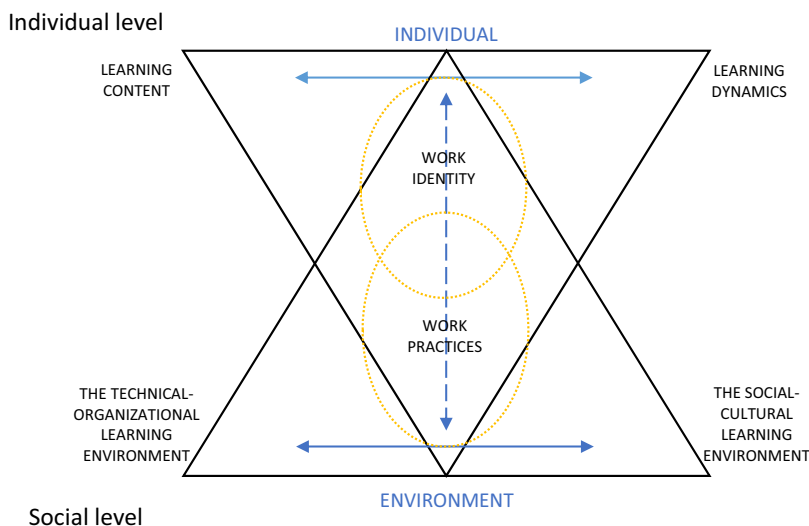 Individual level
INDIVIDUAL
LEARNING
CONTENT
LEARNING
DYNAMICS
WORK
IDENTITY
WORK
PRACTICES
THE TECHNICAL-
ORGANIZATIONAL
LEARNING
ENVIRONMENT
THE SOCIAL-
CULTURAL
LEARNING
ENVIRONMENT
ENVIRONMENT
Social level